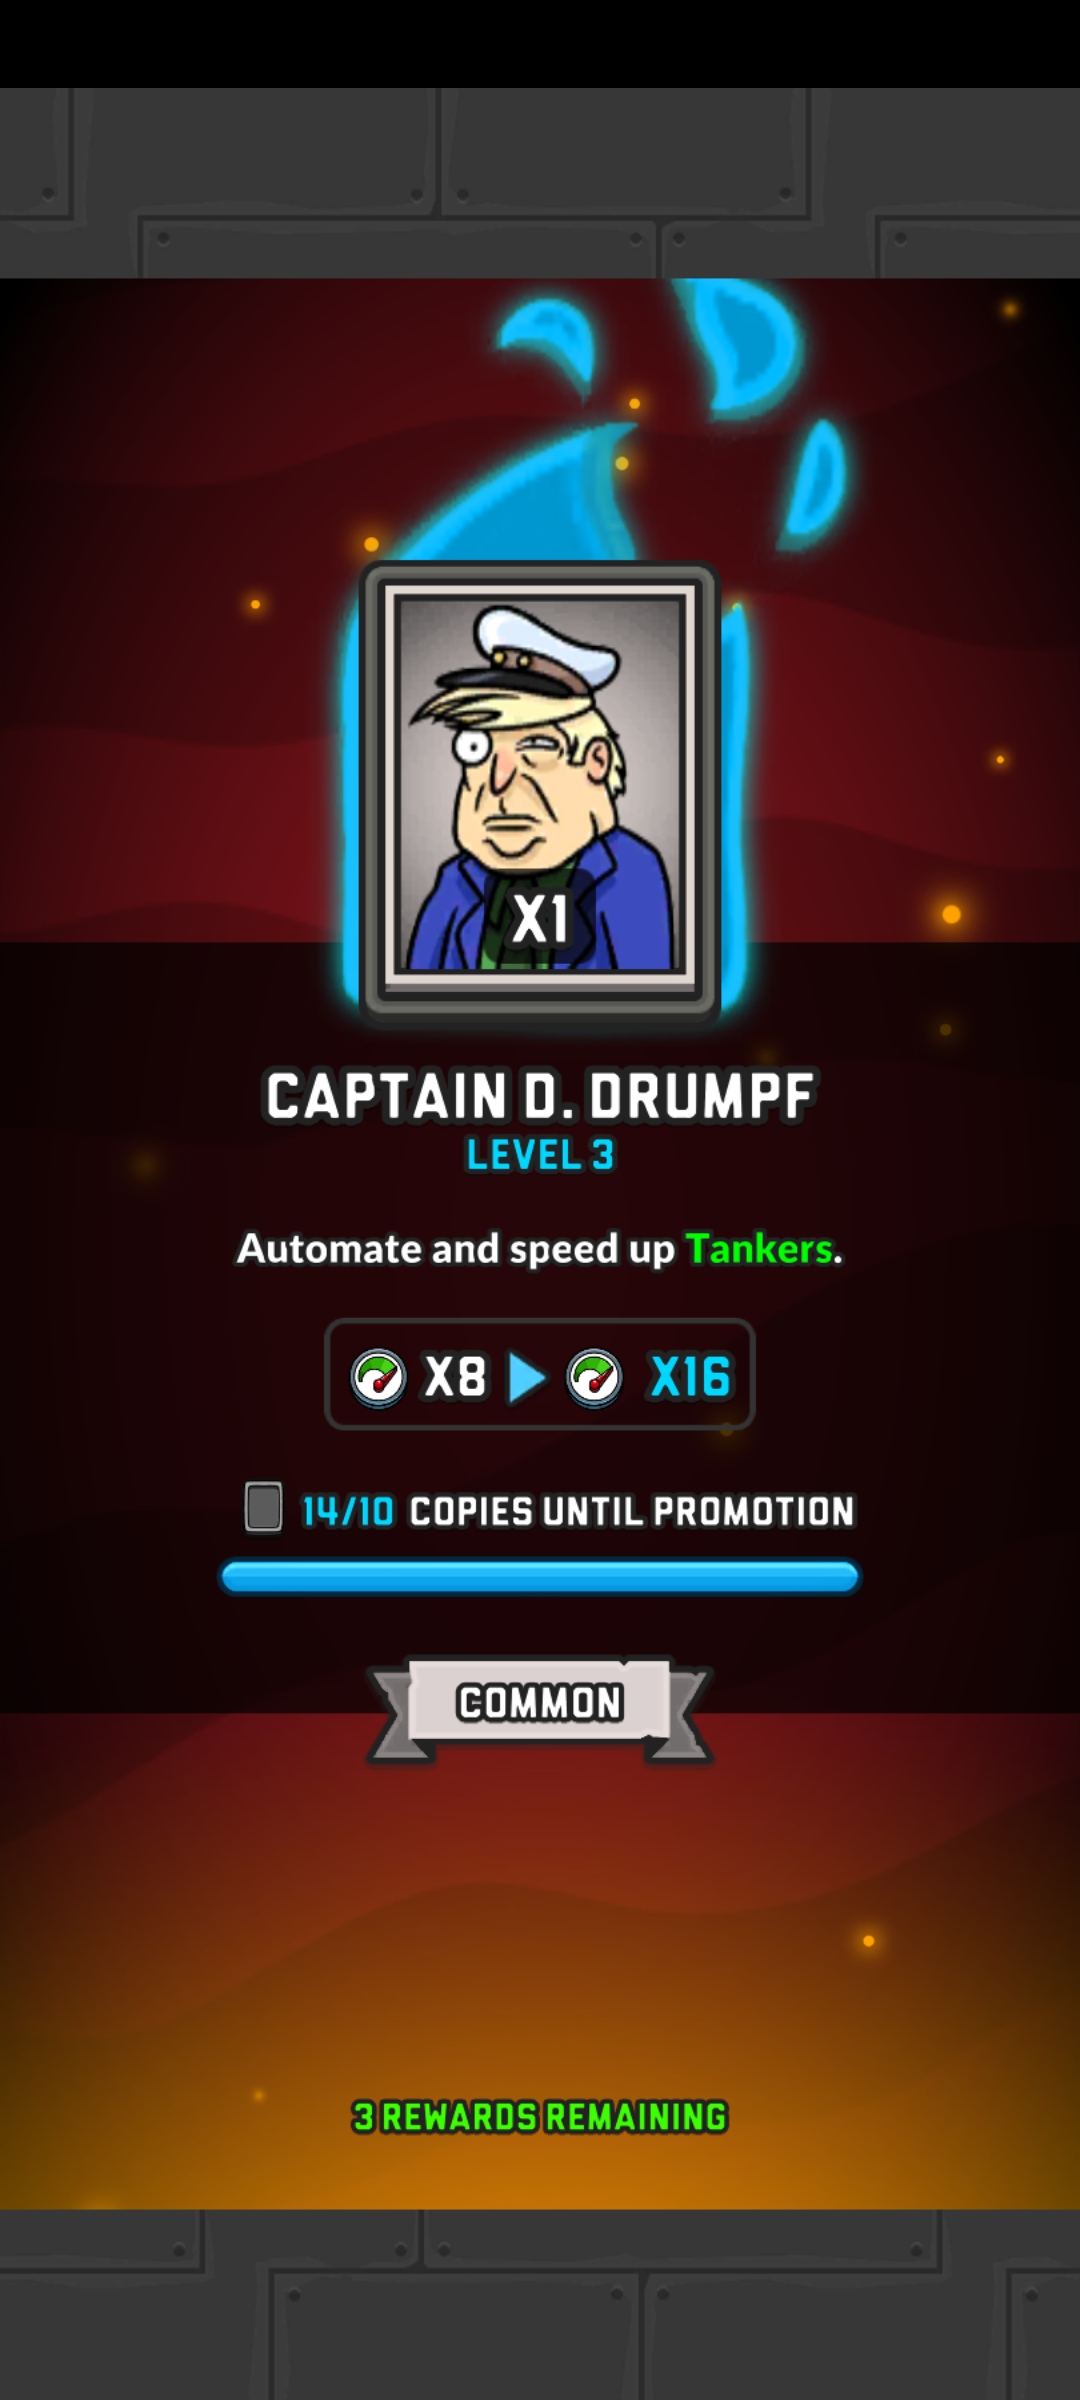 X1
CAPTAIN D. DRUMPF
LEVEL 3
Automate and speed up Tankers.
X8 X16
14/10 COPIES UNTIL PROMOTION
COMMON
3 REWARDS REMAINING